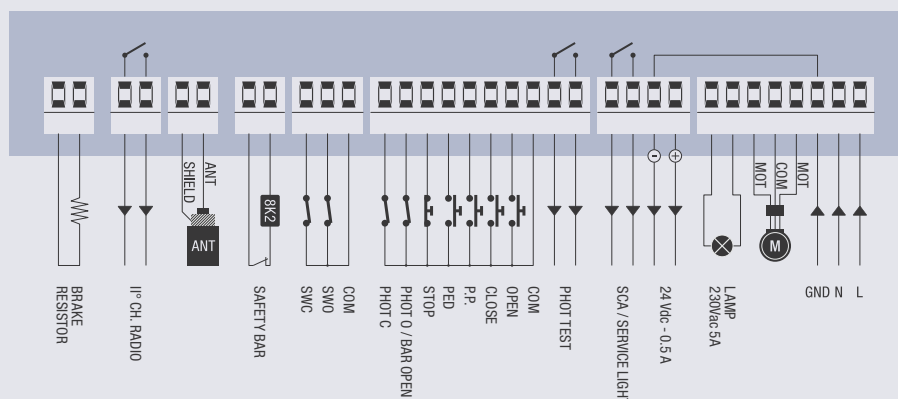 SHIELD
ANT
8K2
ANT
-
+
MOT
COM
MOT
M
BRAKE
RESISTOR
II° CH. RADIO
SAFETY BAR
SWC
SWO
COM
PHOT C
PHOT O / BAR OPEN
STOP
PED
P.P.
CLOSE
OPEN
COM
PHOT TEST
SCA / SERVICE LIGHT
24 Vdc - 0.5 A
LAMP
230Vac 5A
GND N L